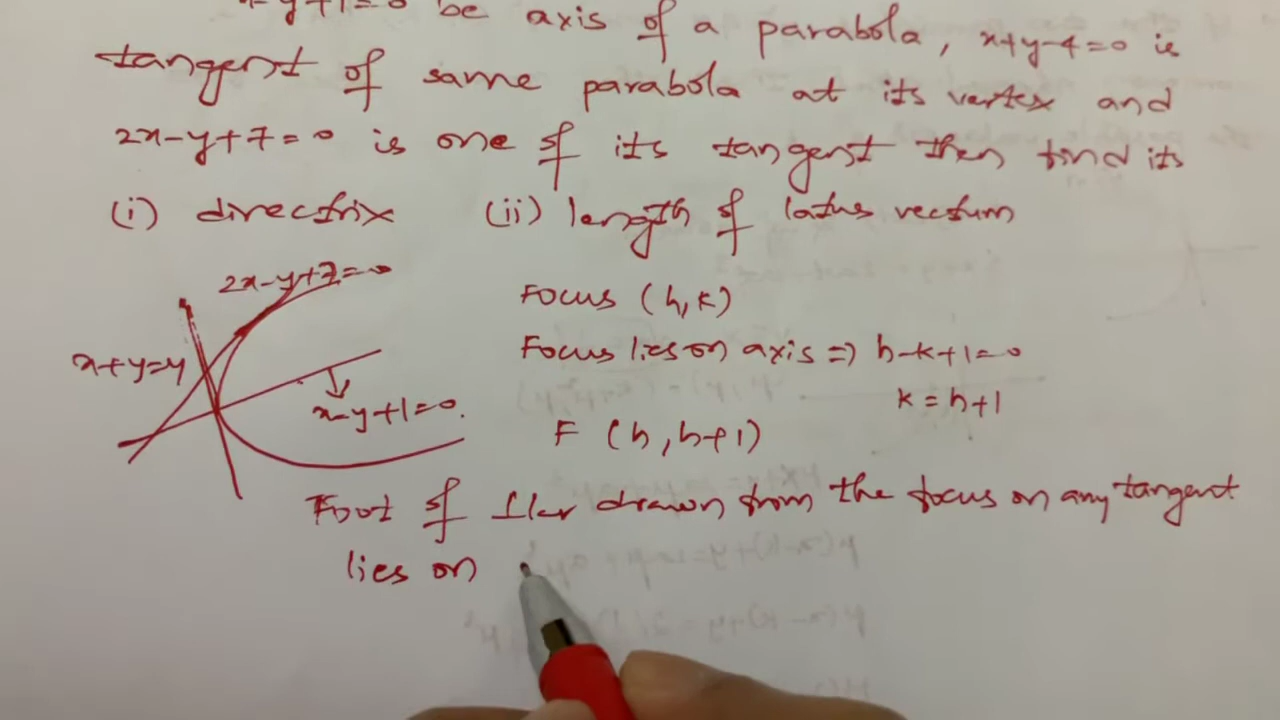 x-y+1=0 be axis of a parabola, x+y-4=0 is
tangent of same parabola at its vertex and
2x-y+7=0 is one of its tangent then find its
(i) directrix (ii) length of latus rectum
2x-y+7=0
x+y=4
x-y+1=0.
Focus (h,k)
Focus lies on axis => h-k+1=0
k=h+1
F (h, h+1)
Foot of ⊥lar drawn from the focus on any tangent
lies on